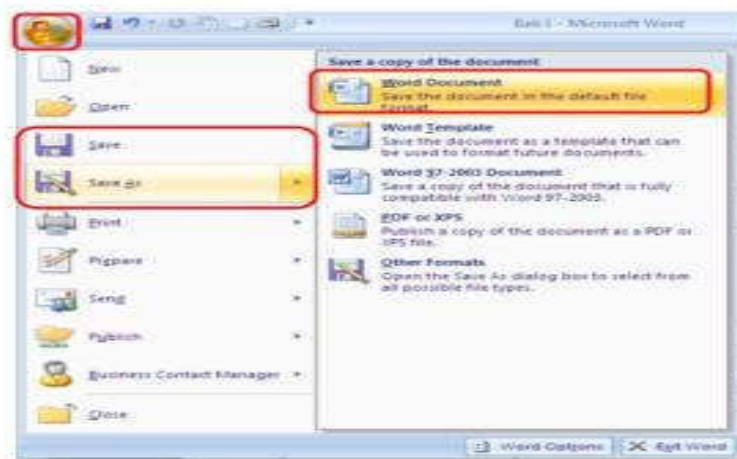 Bab I - Microsoft Word
New
Open
Save
Save As
Print
Prepare
Send
Publish
Business Contact Manager
Close
Save a copy of the document
Word Document
Save the document in the default file
format.
Word Template
Save the document as a template that can
be used to format future documents.
Word 97-2003 Document
Save a copy of the document that is fully
compatible with Word 97-2003.
PDF or XPS
Publish a copy of the document as a PDF or
XPS file.
Other Formats
Open the Save As dialog box to select from
all possible file types.
Word Options
Exit Word